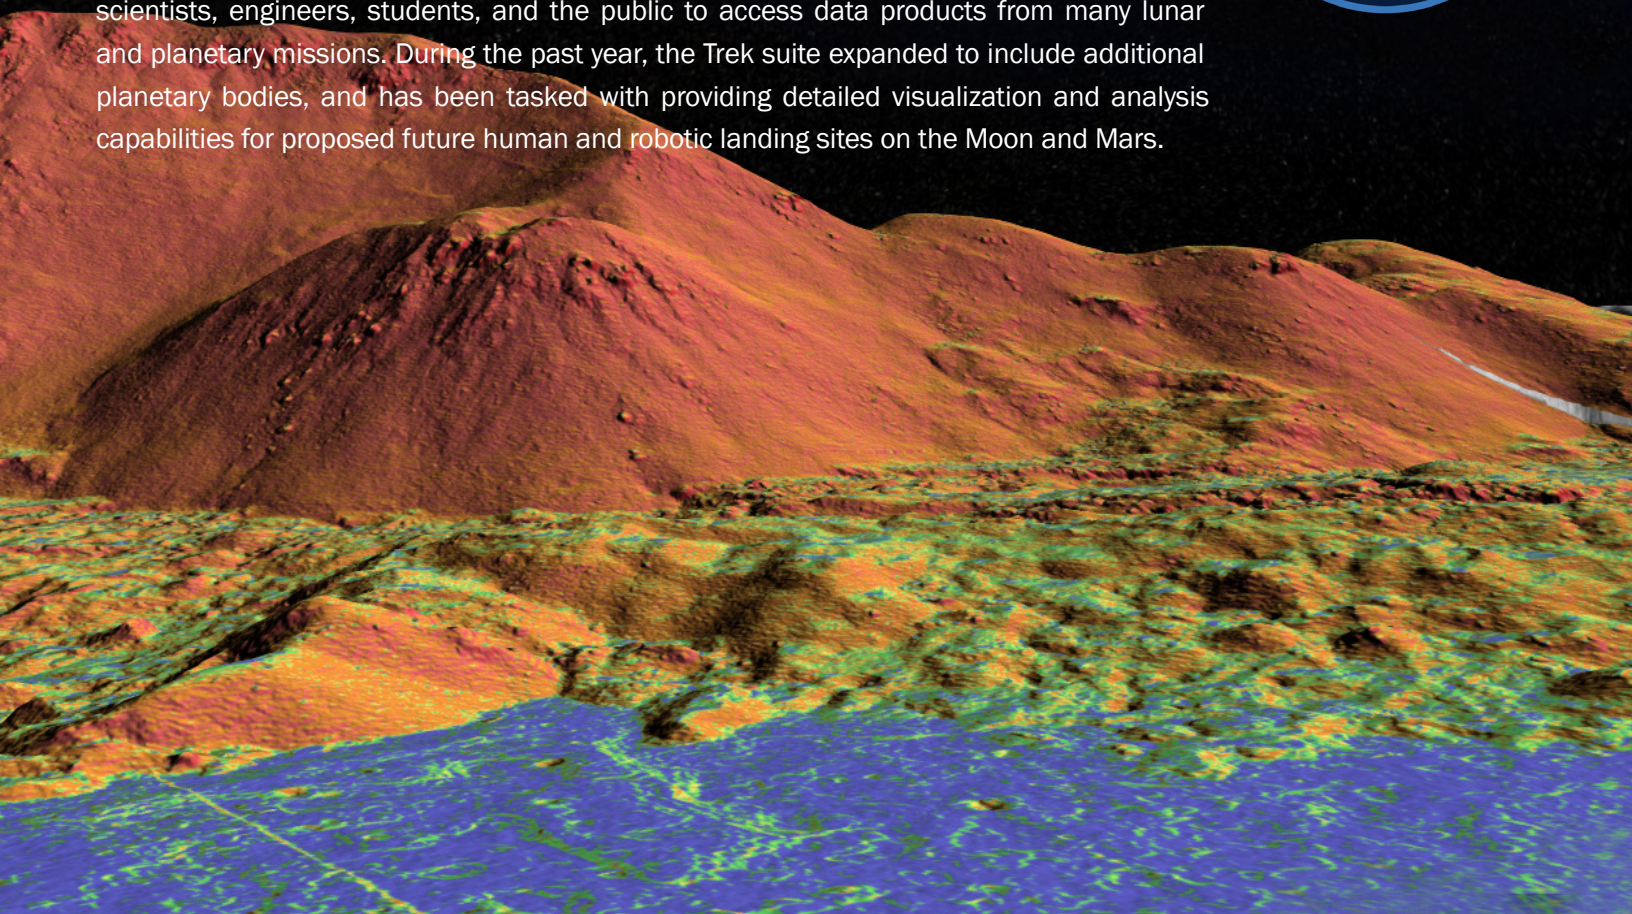 scientists, engineers, students, and the public to access data products from many lunar
and planetary missions. During the past year, the Trek suite expanded to include additional
planetary bodies, and has been tasked with providing detailed visualization and analysis
capabilities for proposed future human and robotic landing sites on the Moon and Mars.